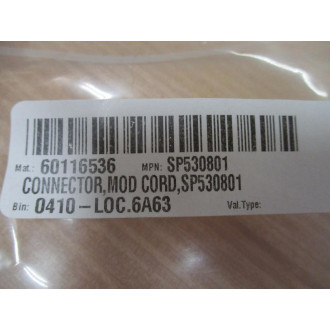 Mat.: 60116536 MPN: SP530801
CONNECTOR,MOD CORD,SP530801
Bin: 0410-LOC.6A63 Val.Type: